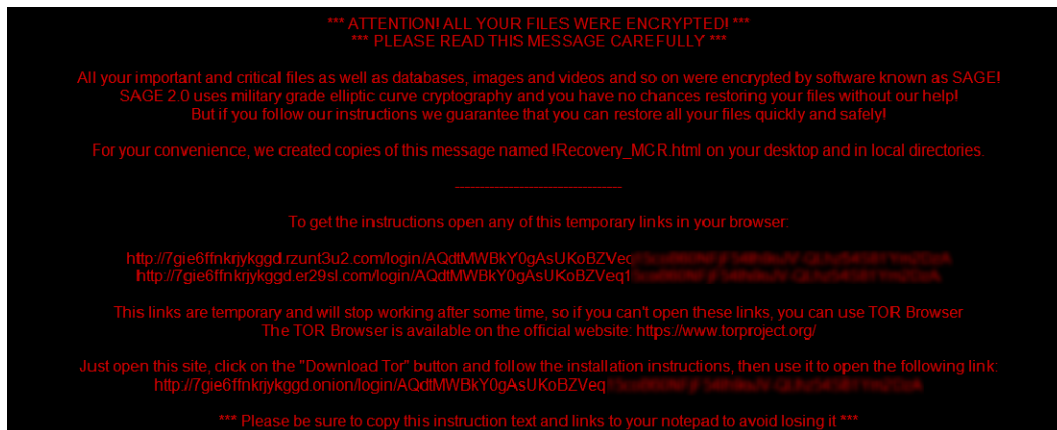 *** ATTENTION! ALL YOUR FILES WERE ENCRYPTED! ***
*** PLEASE READ THIS MESSAGE CAREFULLY ***
All your important and critical files as well as databases, images and videos and so on were encrypted by software known as SAGE!
SAGE 2.0 uses military grade elliptic curve cryptography and you have no chances restoring your files without our help!
But if you follow our instructions we guarantee that you can restore all your files quickly and safely!
For your convenience, we created copies of this message named !Recovery_MCR.html on your desktop and in local directories.
-----------------------------------
To get the instructions open any of this temporary links in your browser:
http://7gie6ffnkrjykggd.rzunt3u2.com/login/AQdtMWBkY0gAsUKoBZVeq
http://7gie6ffnkrjykggd.er29sl.com/login/AQdtMWBkY0gAsUKoBZVeq1
This links are temporary and will stop working after some time, so if you can't open these links, you can use TOR Browser
The TOR Browser is available on the official website: https://www.torproject.org/
Just open this site, click on the "Download Tor" button and follow the installation instructions, then use it to open the following link:
http://7gie6ffnkrjykggd.onion/login/AQdtMWBkY0gAsUKoBZVeq
*** Please be sure to copy this instruction text and links to your notepad to avoid losing it ***